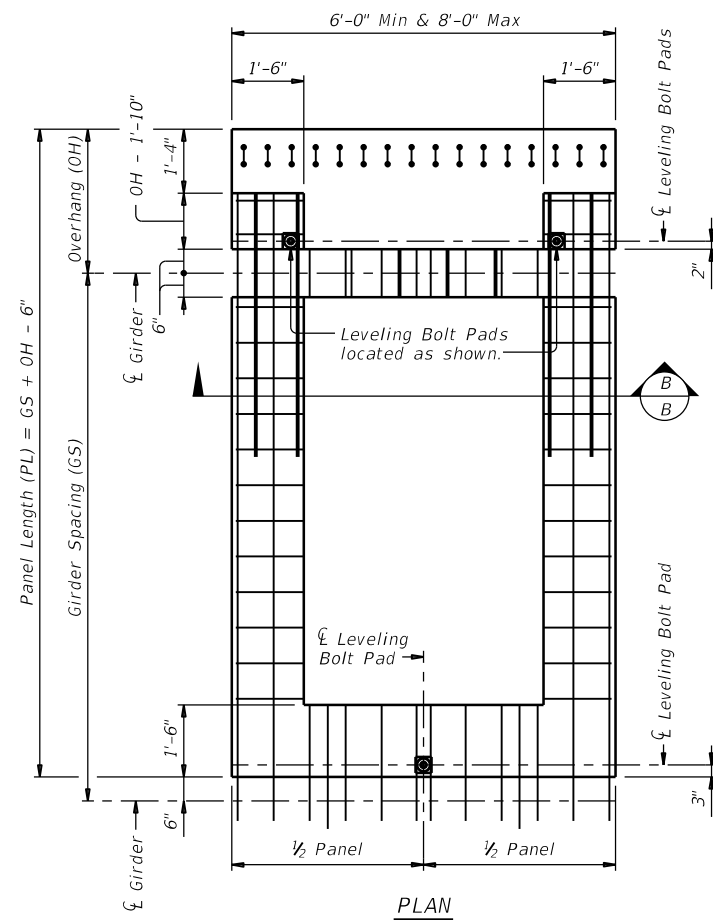 6'-0" Min & 8'-0" Max
1'-6"
1'-6"
℄ Leveling Bolt Pads
OH - 1'-10"
1'-4"
Overhang (OH)
2"
6"
℄ Girder
Leveling Bolt Pads
located as shown.
B
B
Panel Length (PL) = GS + OH - 6"
Girder Spacing (GS)
℄ Leveling
Bolt Pad
℄ Leveling Bolt Pad
1'-6"
3"
6"
℄ Girder
½ Panel
½ Panel
PLAN